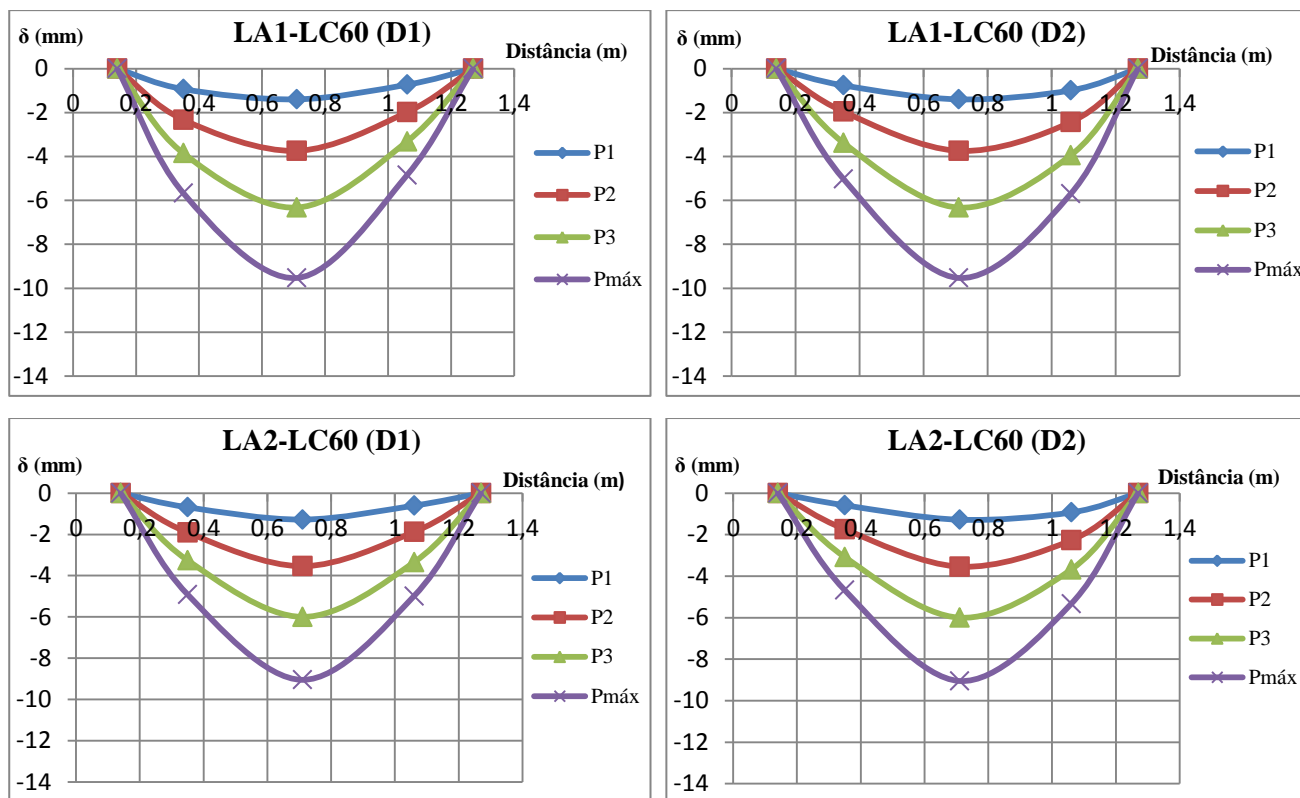 LA1-LC60 (D1)
δ (mm)
Distância (m)
0
-2
-4
-6
-8
-10
-12
-14
0 0,2 0,4 0,6 0,8 1 1,2 1,4
P1
P2
P3
Pmáx
LA1-LC60 (D2)
δ (mm)
Distância (m)
0
-2
-4
-6
-8
-10
-12
-14
0 0,2 0,4 0,6 0,8 1 1,2 1,4
P1
P2
P3
Pmáx
LA2-LC60 (D1)
δ (mm)
Distância (m)
0
-2
-4
-6
-8
-10
-12
-14
0 0,2 0,4 0,6 0,8 1 1,2 1,4
P1
P2
P3
Pmáx
LA2-LC60 (D2)
δ (mm)
Distância (m)
0
-2
-4
-6
-8
-10
-12
-14
0 0,2 0,4 0,6 0,8 1 1,2 1,4
P1
P2
P3
Pmáx